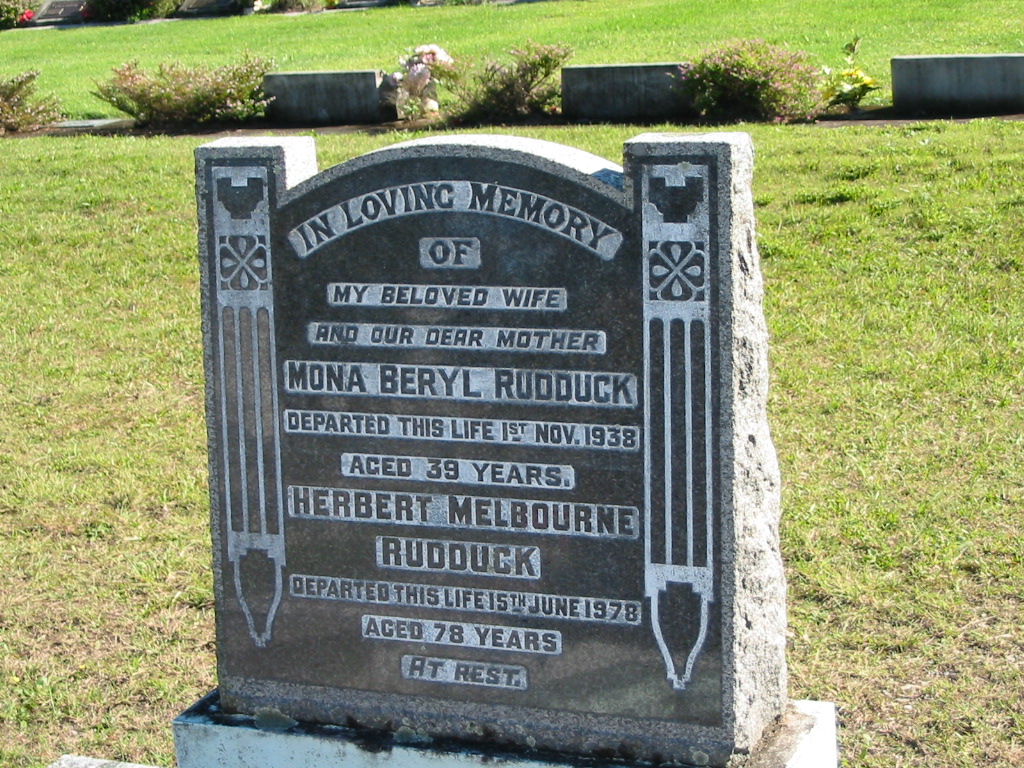 IN LOVING MEMORY
OF
MY BELOVED WIFE
AND OUR DEAR MOTHER
MONA BERYL RUDDUCK
DEPARTED THIS LIFE 1ST NOV. 1938
AGED 39 YEARS.
HERBERT MELBOURNE
RUDDUCK
DEPARTED THIS LIFE 15TH JUNE 1978
AGED 78 YEARS
AT REST.